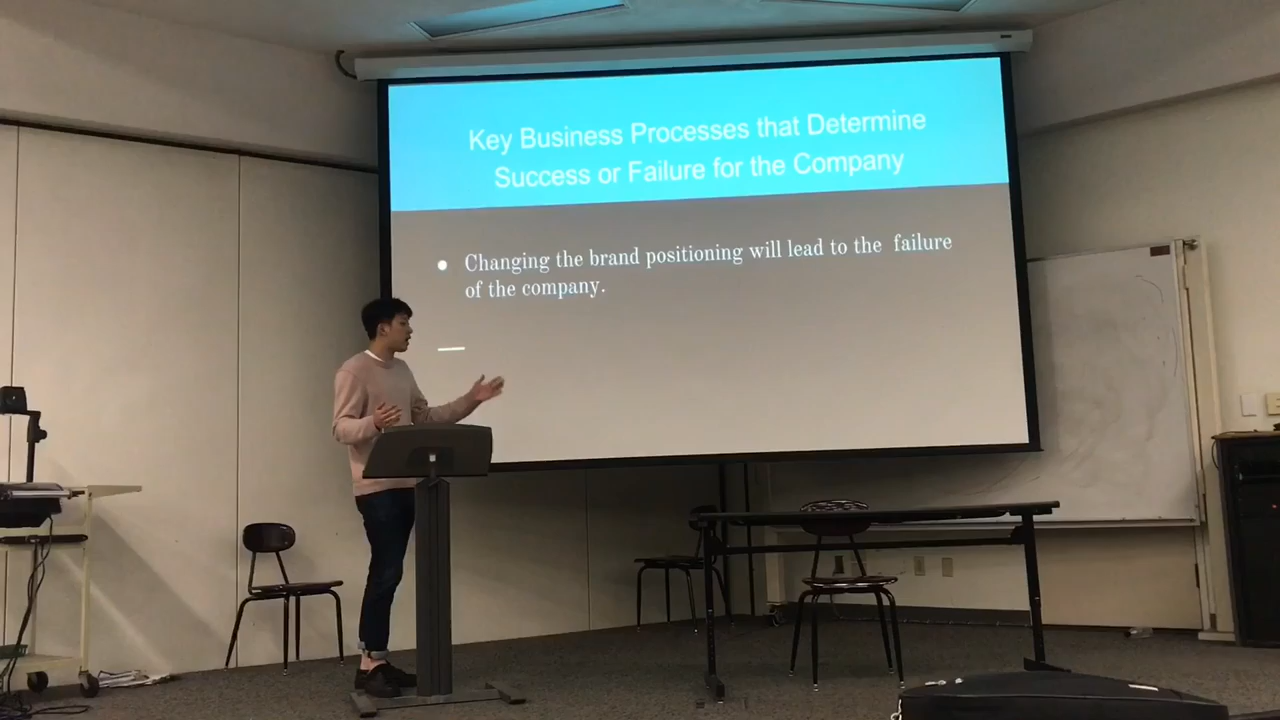 Key Business Processes that Determine
Success or Failure for the Company
● Changing the brand positioning will lead to the failure
of the company.